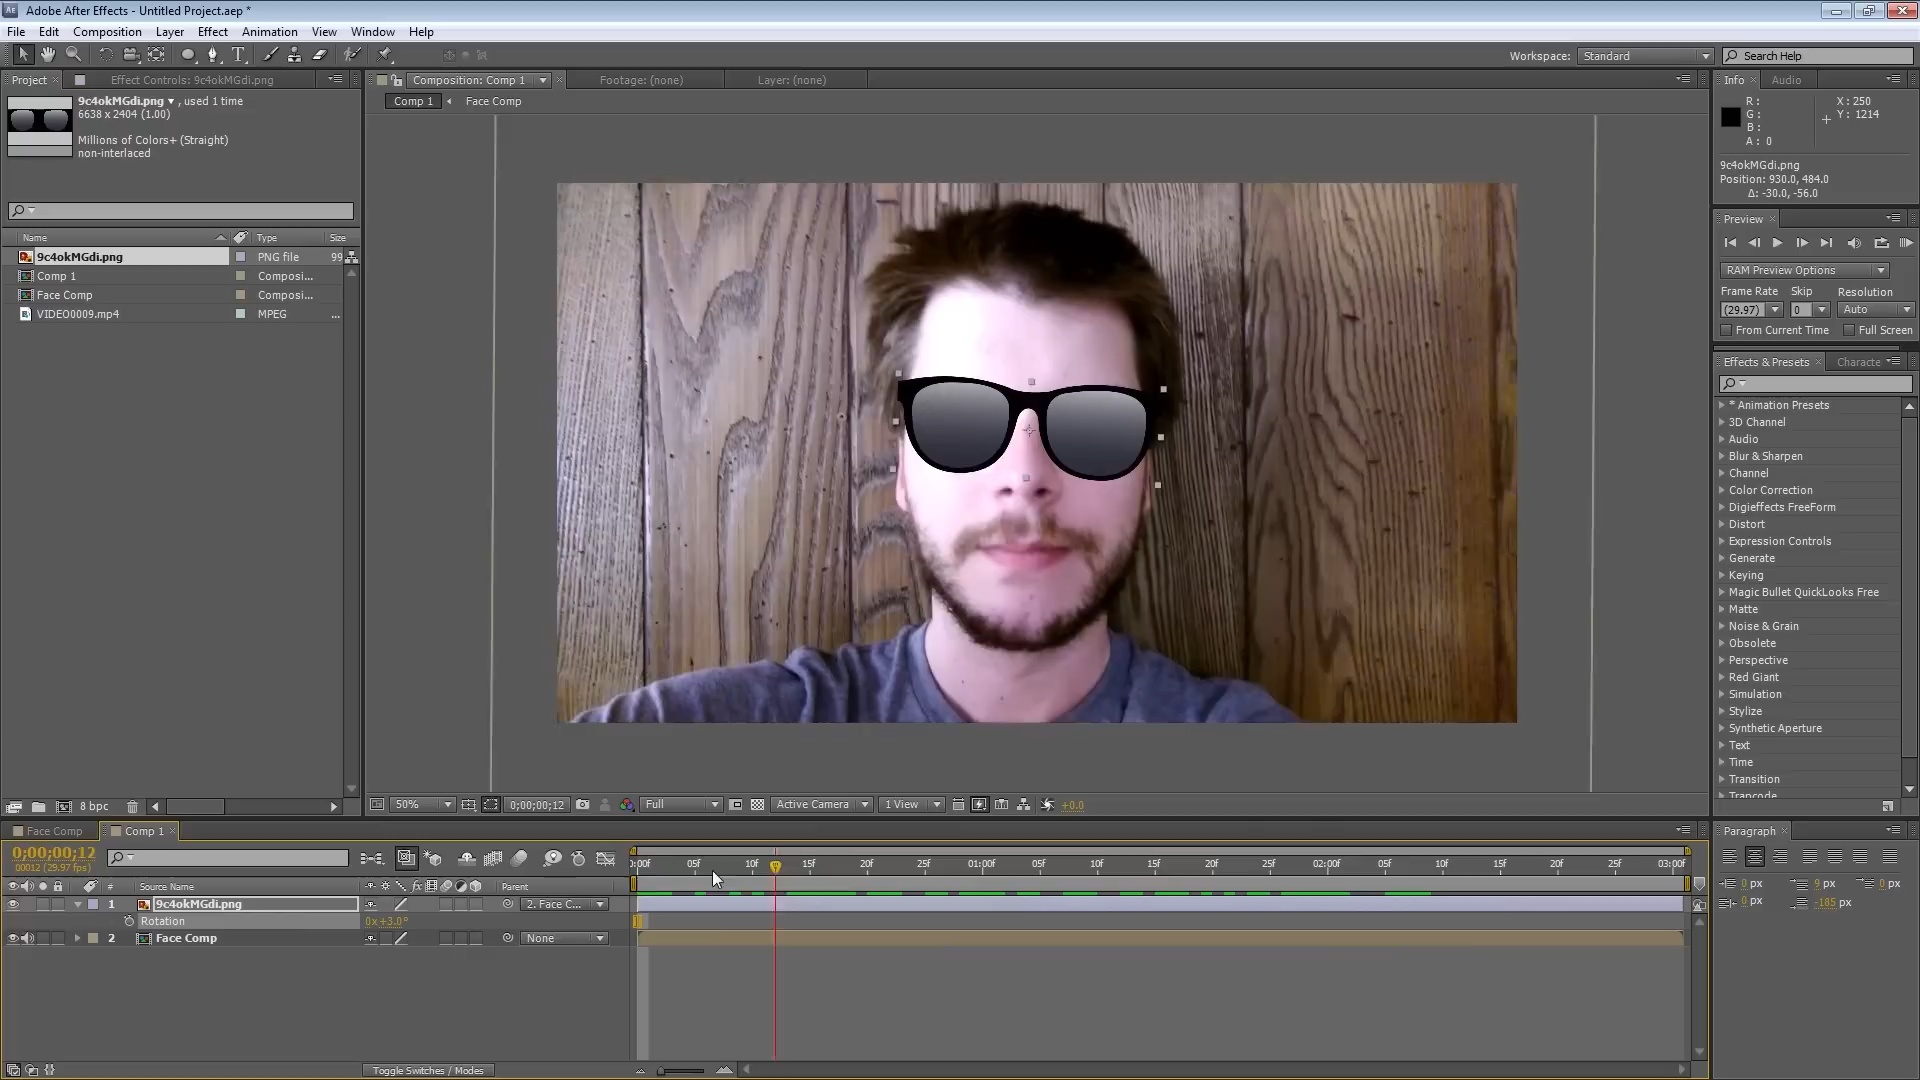 Adobe After Effects - Untitled Project.aep *
File Edit Composition Layer Effect Animation View Window Help
Workspace: Standard Search Help
Project Effect Controls: 9c4okMGdi.png
Composition: Comp 1 Footage: (none) Layer: (none)
Info Audio
9c4okMGdi.png , used 1 time
6638 x 2404 (1.00)
Millions of Colors+ (Straight)
non-interlaced
Comp 1 Face Comp
R :
G :
B :
A : 0
X : 250
Y : 1214
9c4okMGdi.png
Position: 930.0, 484.0
Δ: -30.0, -56.0
Preview
Name Type Size
9c4okMGdi.png PNG file 99
Comp 1 Composi...
Face Comp Composi...
VIDEO0009.mp4 MPEG ...
RAM Preview Options
Frame Rate Skip Resolution
(29.97) 0 Auto
From Current Time Full Screen
Effects & Presets Characte
* Animation Presets
3D Channel
Audio
Blur & Sharpen
Channel
Color Correction
Digieffects FreeForm
Distort
Expression Controls
Generate
Keying
Magic Bullet QuickLooks Free
Matte
Noise & Grain
Obsolete
Perspective
Red Giant
Simulation
Stylize
Synthetic Aperture
Text
Time
Transition
Trapcode
8 bpc
50% 0;00;00;12 Full Active Camera 1 View +0.0
Face Comp Comp 1
0;00;00;12
00012 (29.97 fps)
0:00f 05f 10f 15f 20f 25f 01:00f 05f 10f 15f 20f 25f 02:00f 05f 10f 15f 20f 25f 03:00f
# Source Name Parent
1 9c4okMGdi.png 2. Face C...
Rotation 0x+3.0°
2 Face Comp None
Toggle Switches / Modes
Paragraph
0 px 9 px 0 px
0 px -185 px